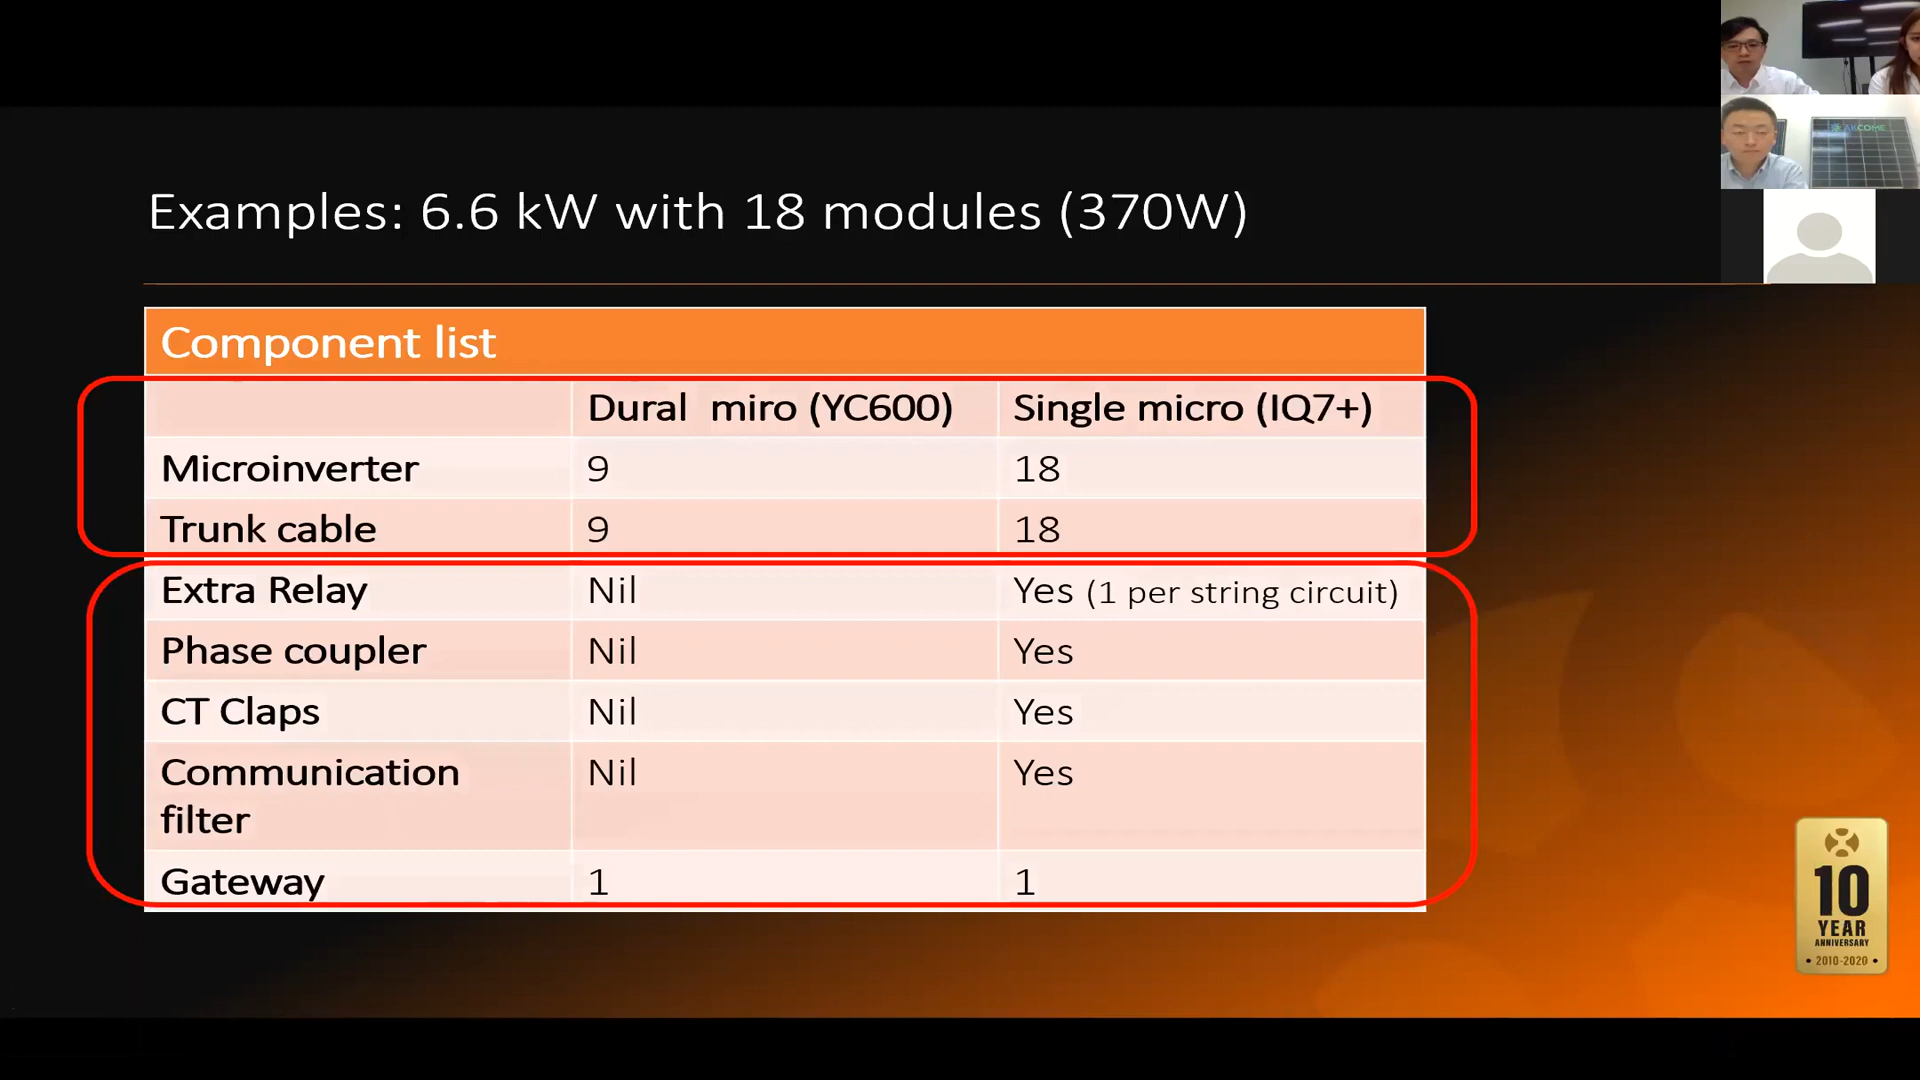 Examples: 6.6 kW with 18 modules (370W)
Component list
Dural  miro (YC600) Single micro (IQ7+)
Microinverter 9 18
Trunk cable 9 18
Extra Relay Nil Yes (1 per string circuit)
Phase coupler Nil Yes
CT Claps Nil Yes
Communication Nil Yes
filter
Gateway 1 1
10
YEAR
ANNIVERSARY
• 2010-2020 •